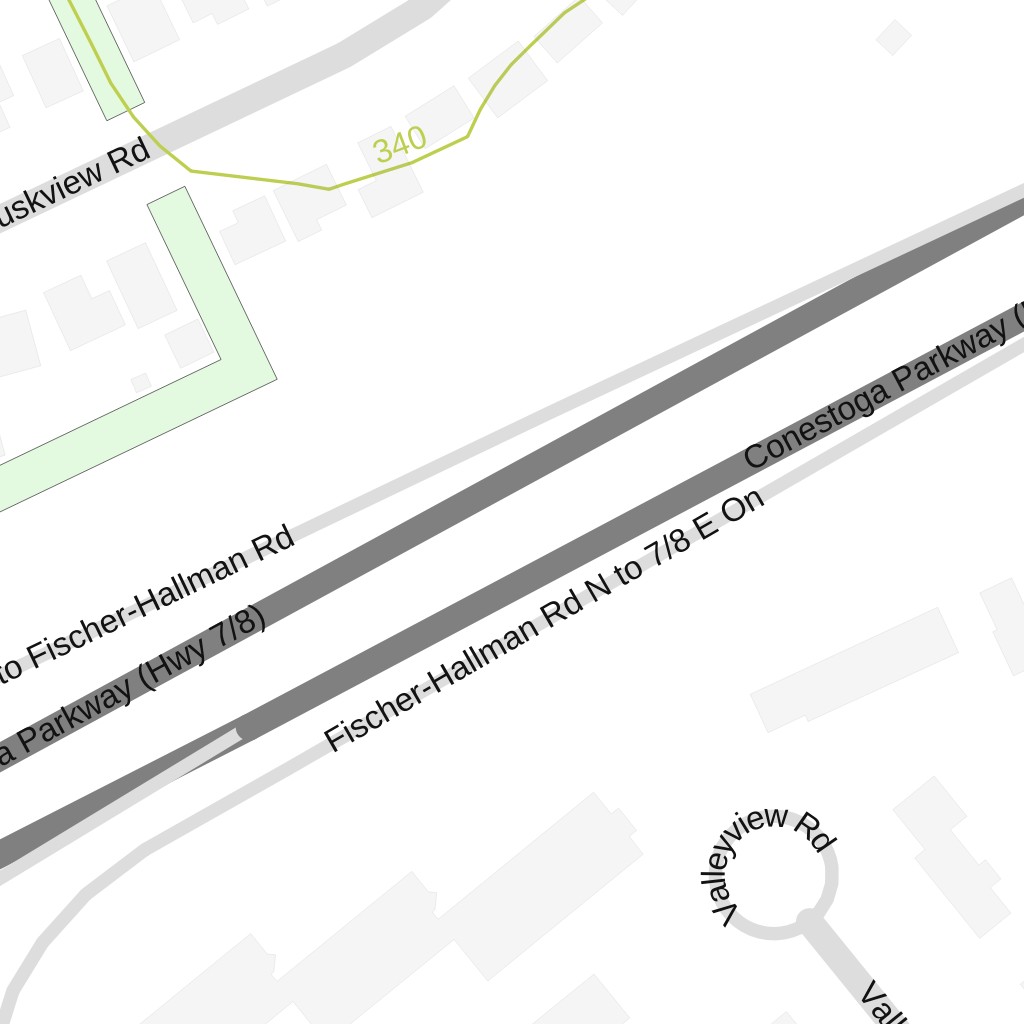 340
uskview Rd
Conestoga Parkway (
to Fischer-Hallman Rd
Fischer-Hallman Rd N to 7/8 E On
a Parkway (Hwy 7/8)
Valleyview Rd
Vall